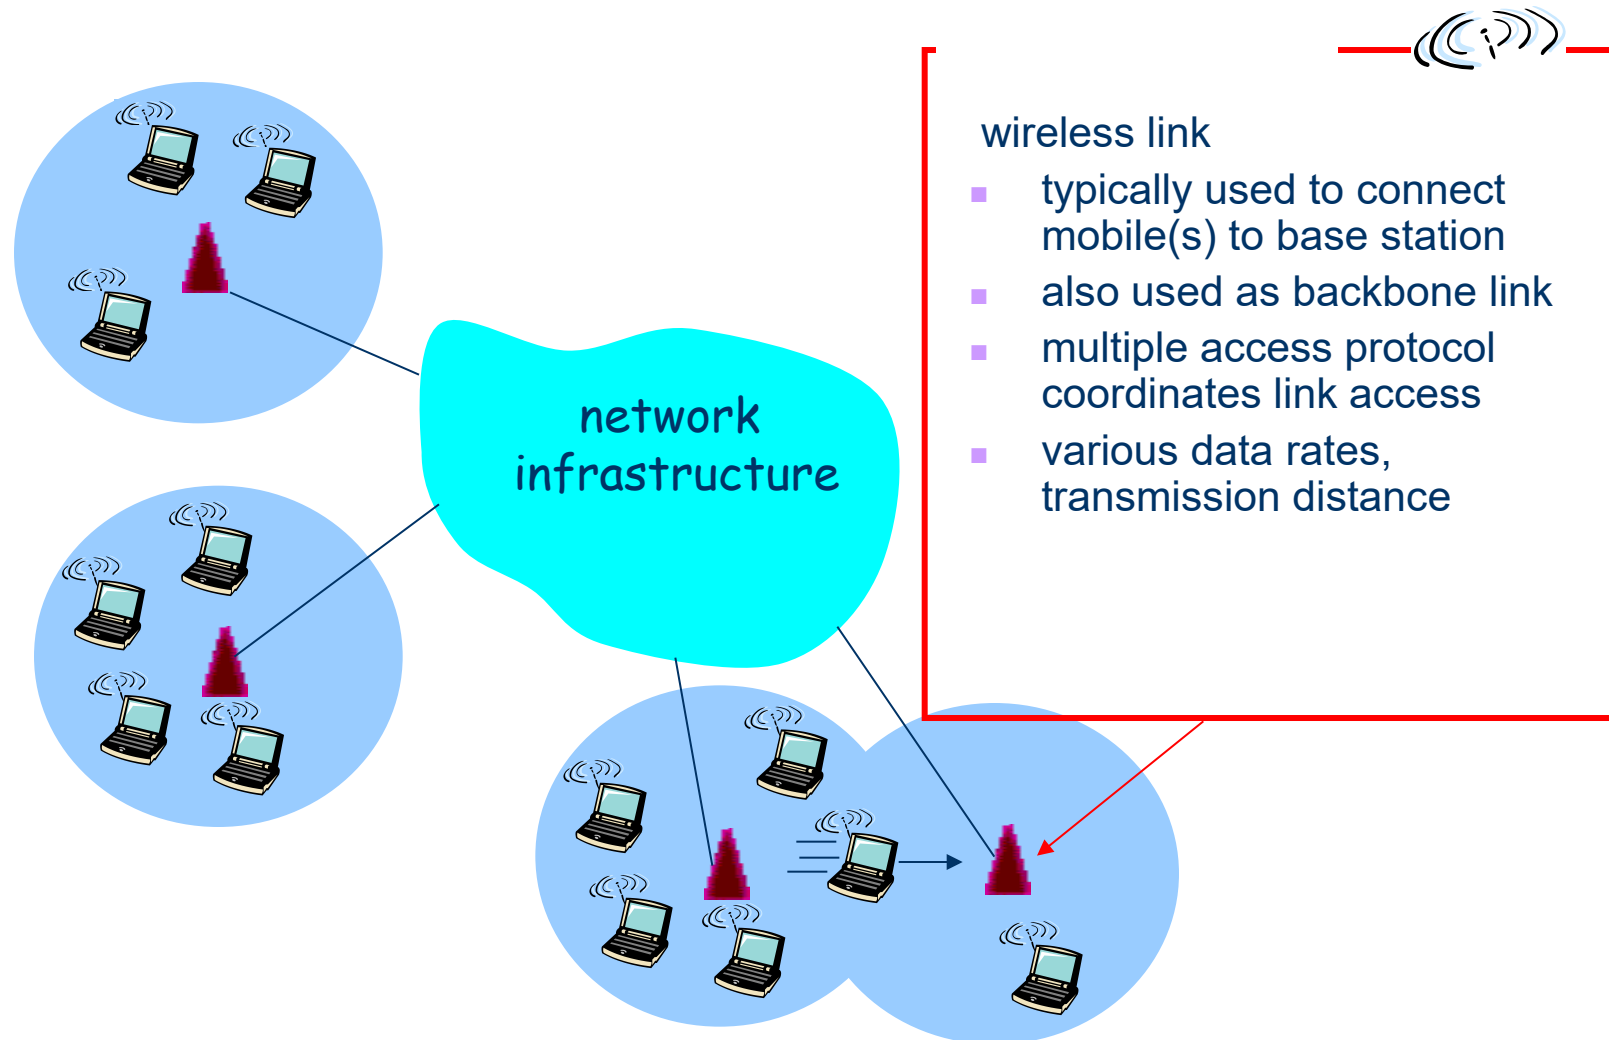 wireless link
typically used to connect
mobile(s) to base station
also used as backbone link
multiple access protocol
coordinates link access
various data rates,
transmission distance
network
infrastructure